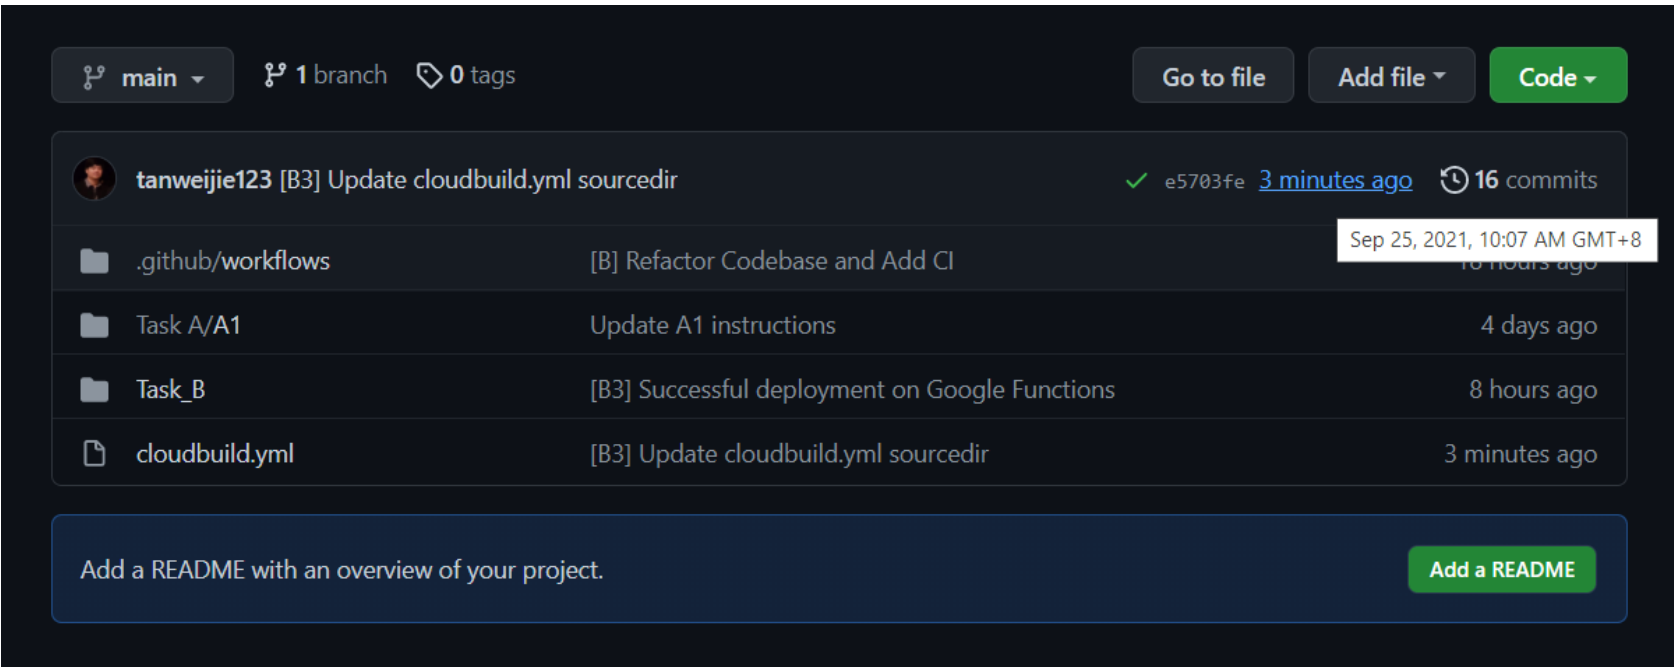 main 1 branch 0 tags Go to file Add file Code
tanweijie123 [B3] Update cloudbuild.yml sourcedir e5703fe 3 minutes ago 16 commits
Sep 25, 2021, 10:07 AM GMT+8
.github/workflows [B] Refactor Codebase and Add CI hours ago
Task A/A1 Update A1 instructions 4 days ago
Task_B [B3] Successful deployment on Google Functions 8 hours ago
cloudbuild.yml [B3] Update cloudbuild.yml sourcedir 3 minutes ago
Add a README with an overview of your project. Add a README